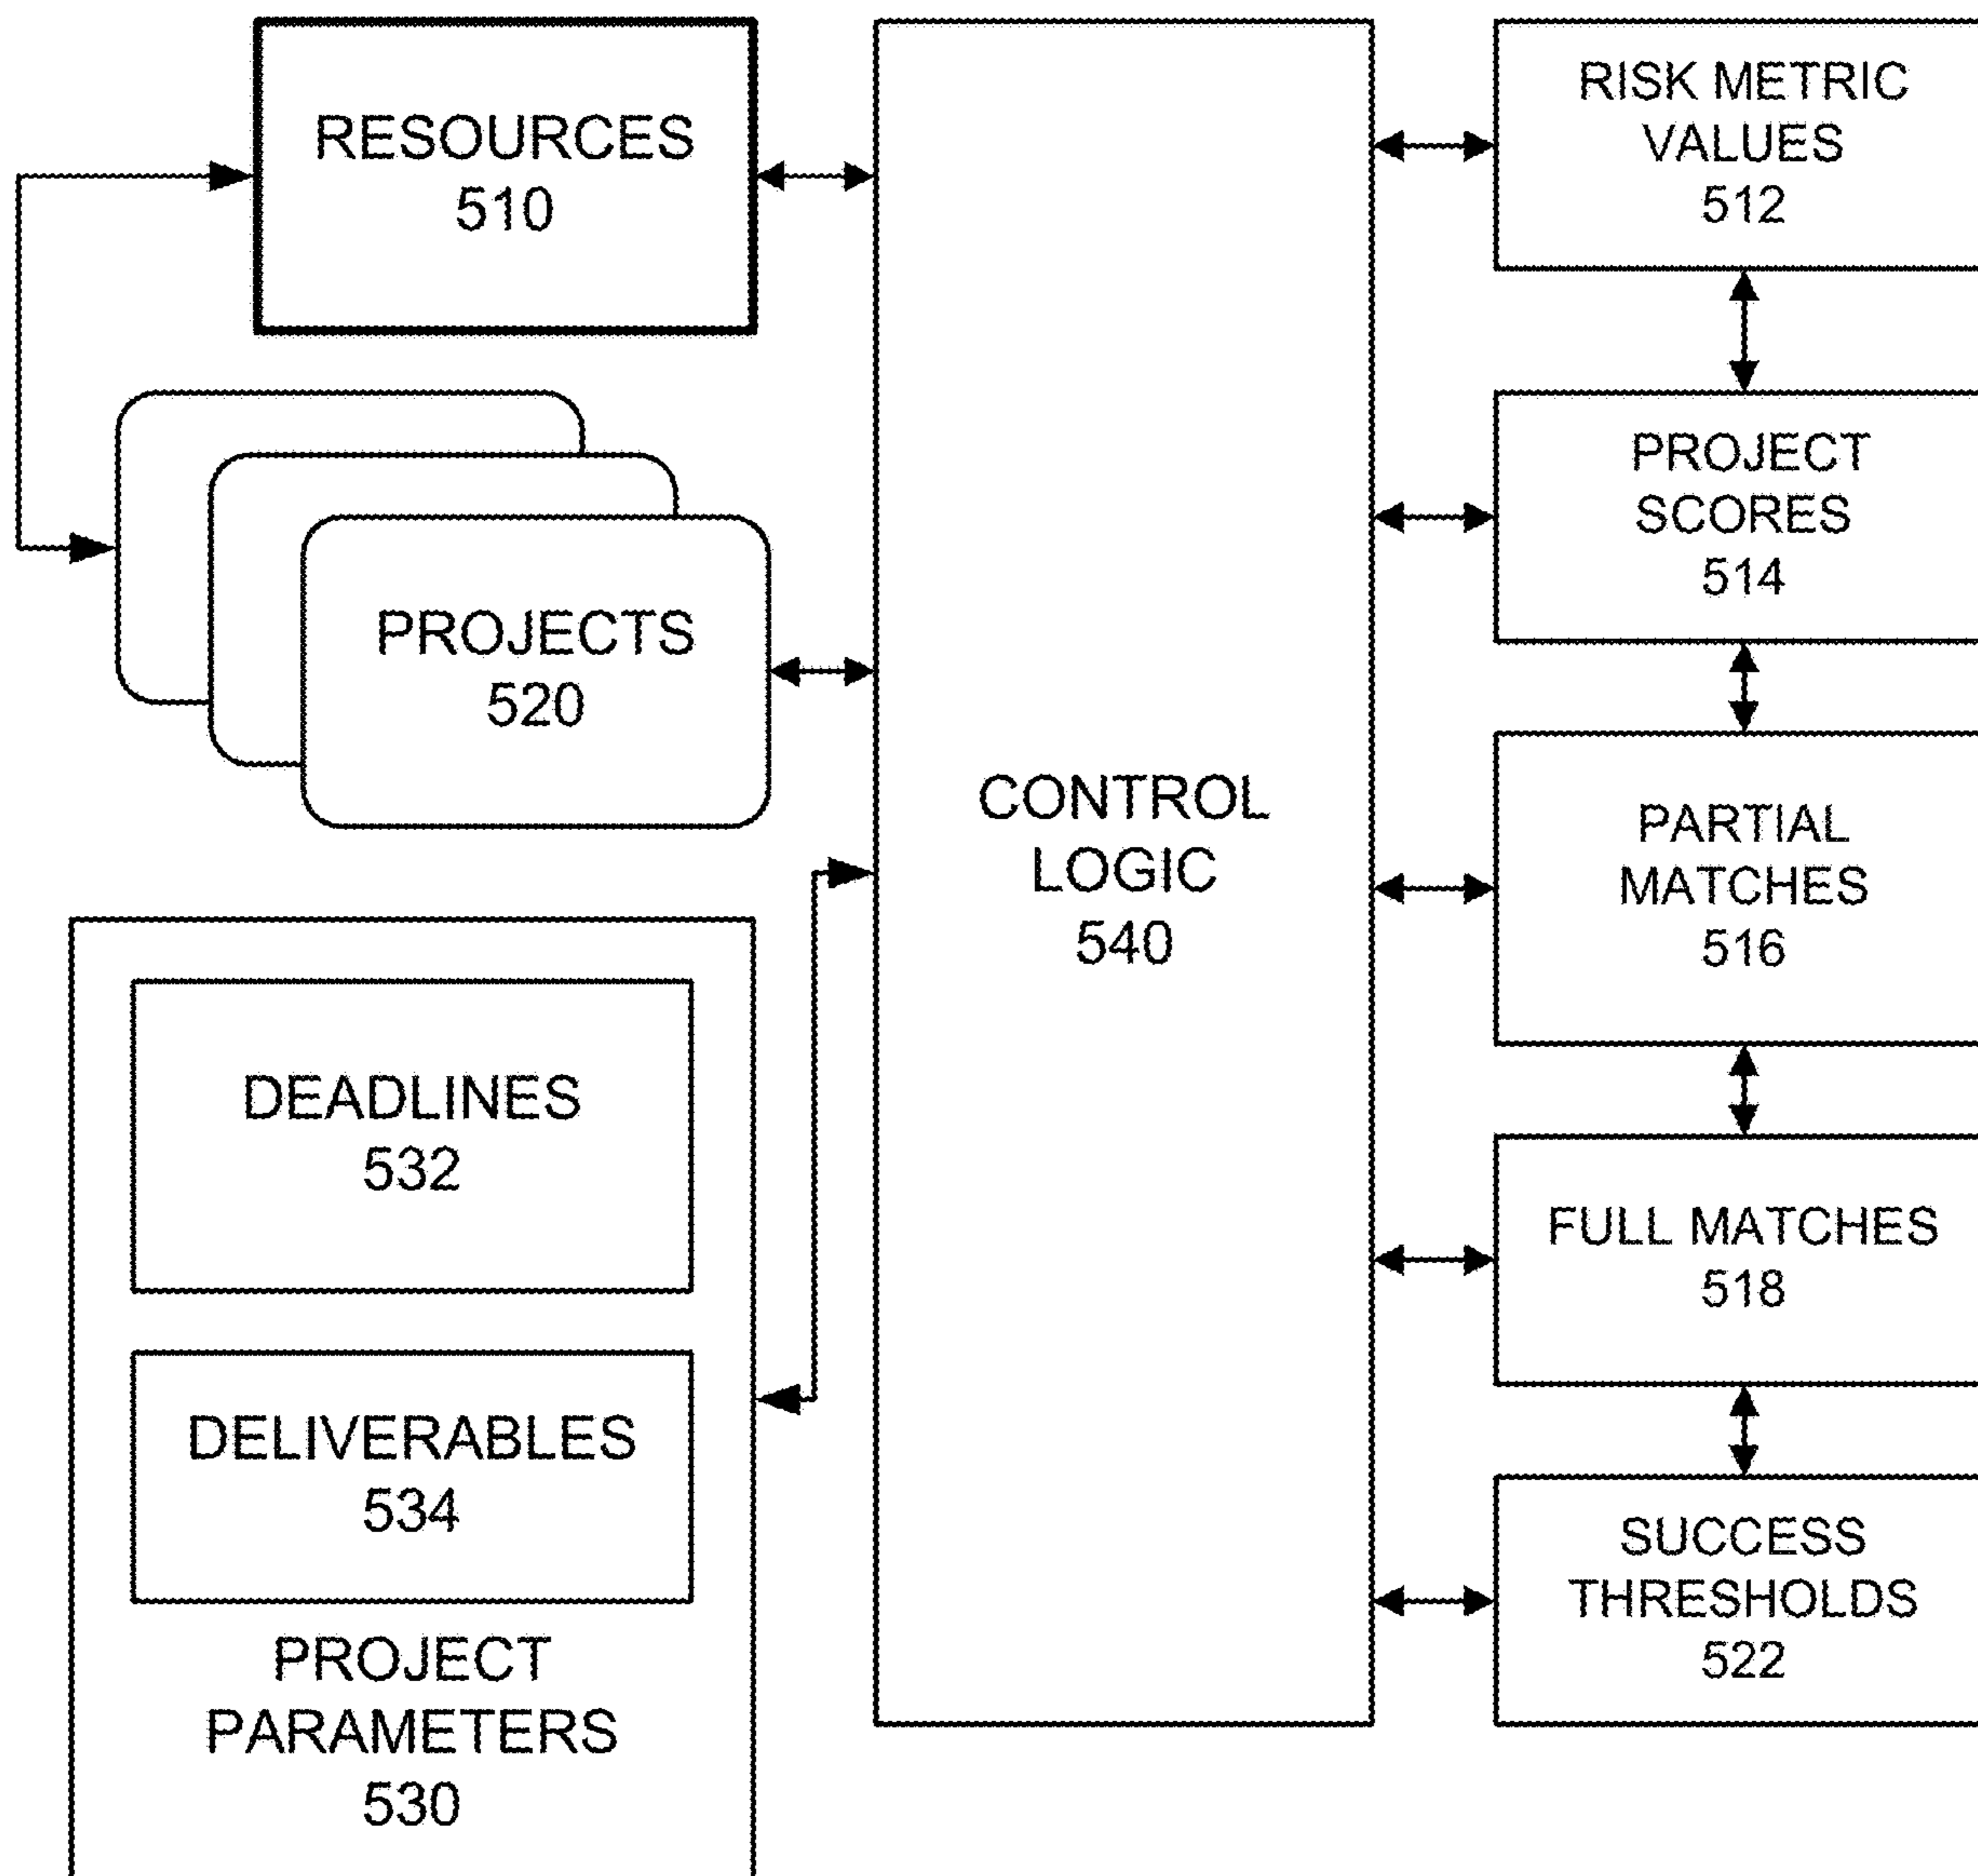 RESOURCES
510
PROJECTS
520
DEADLINES
532
DELIVERABLES
534
PROJECT
PARAMETERS
530
CONTROL
LOGIC
540
RISK METRIC
VALUES
512
PROJECT
SCORES
514
PARTIAL
MATCHES
516
FULL MATCHES
518
SUCCESS
THRESHOLDS
522